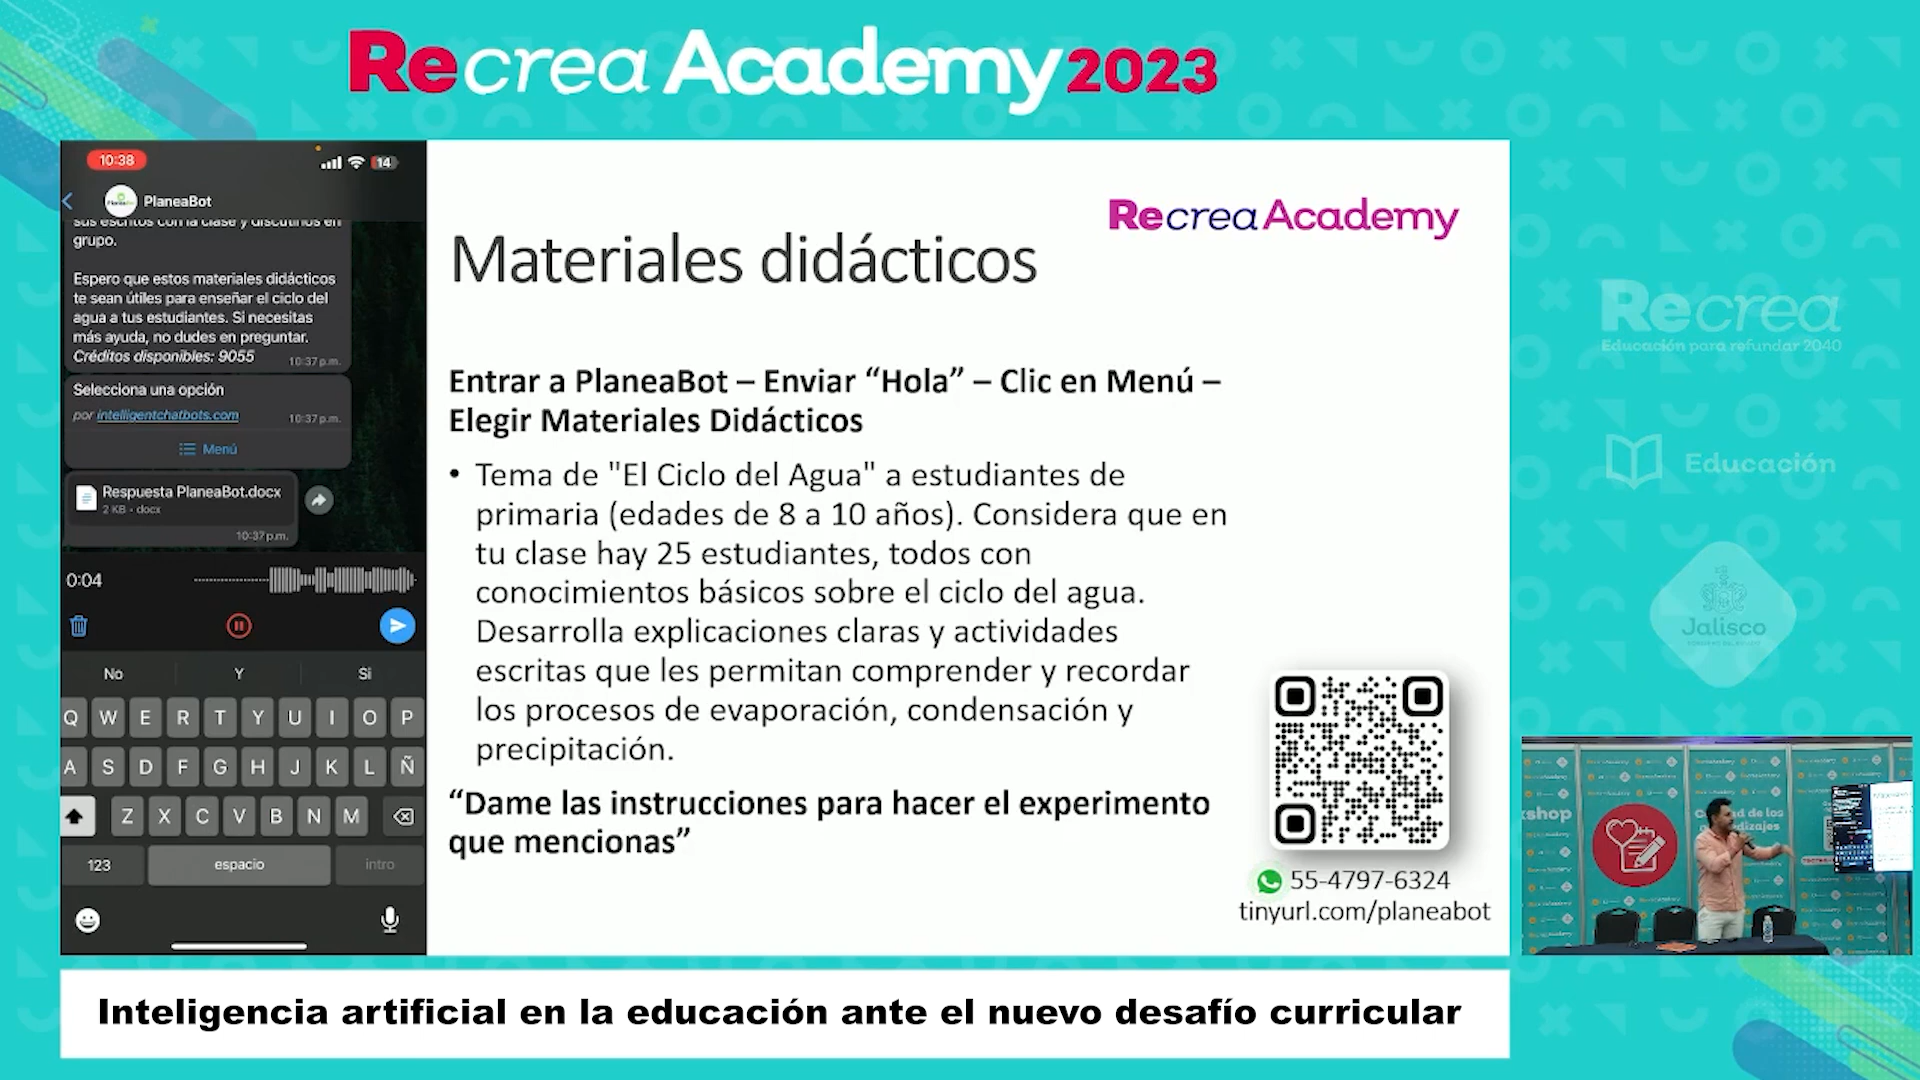 Recrea Academy 2023
10:38
14
PlaneaBot
sus escritos con la clase y discutirlos en
grupo.
Espero que estos materiales didácticos
te sean útiles para enseñar el ciclo del
agua a tus estudiantes. Si necesitas
más ayuda, no dudes en preguntar.
Créditos disponibles: 9055
10:37 p.m.
Selecciona una opción
por intelligentchatbots.com
10:37 p.m.
Menú
Respuesta PlaneaBot.docx
2 KB • docx
10:37 p.m.
0:04
No Y Si
Q W E R T Y U I O P
A S D F G H J K L Ñ
Z X C V B N M
123 espacio intro
Recrea Academy
Materiales didácticos
Entrar a PlaneaBot – Enviar “Hola” – Clic en Menú –
Elegir Materiales Didácticos
• Tema de "El Ciclo del Agua" a estudiantes de
primaria (edades de 8 a 10 años). Considera que en
tu clase hay 25 estudiantes, todos con
conocimientos básicos sobre el ciclo del agua.
Desarrolla explicaciones claras y actividades
escritas que les permitan comprender y recordar
los procesos de evaporación, condensación y
precipitación.
“Dame las instrucciones para hacer el experimento
que mencionas”
55-4797-6324
tinyurl.com/planeabot
Recrea
Educación para refundar 2040
Educación
Jalisco
Inteligencia artificial en la educación ante el nuevo desafío curricular